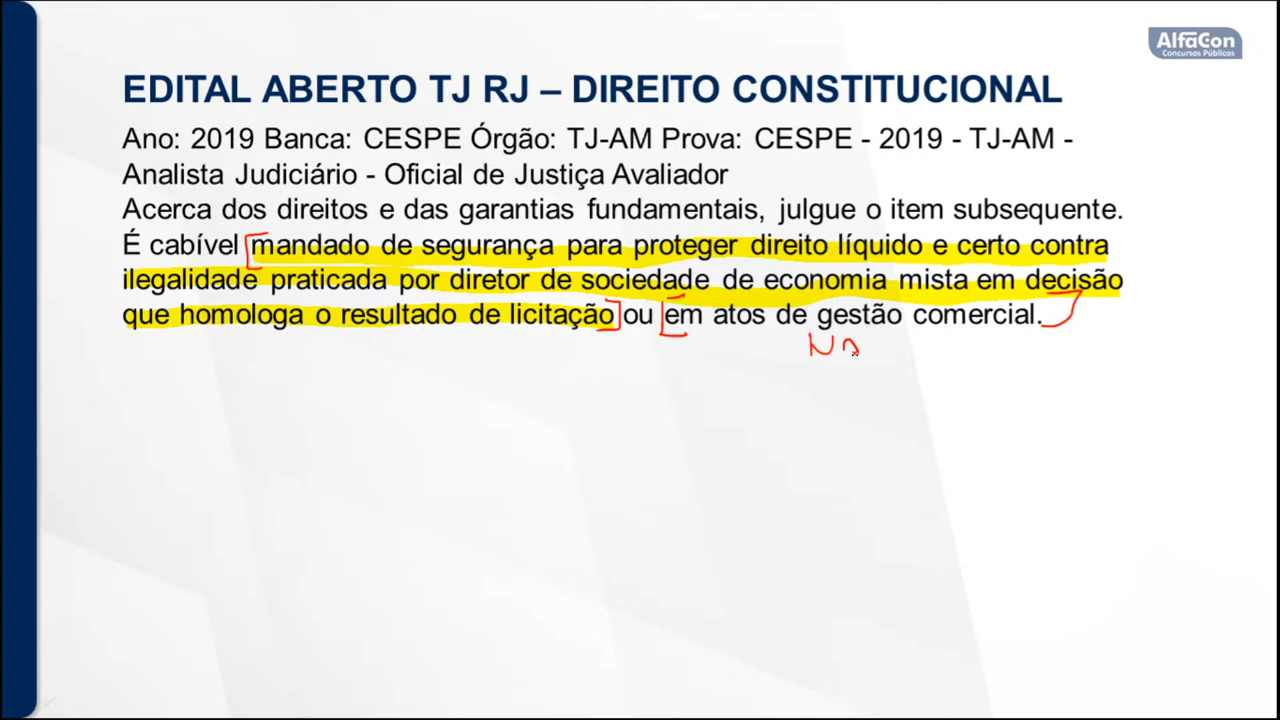 AlfaCon
Concursos Públicos
EDITAL ABERTO TJ RJ – DIREITO CONSTITUCIONAL
Ano: 2019 Banca: CESPE Órgão: TJ-AM Prova: CESPE - 2019 - TJ-AM -
Analista Judiciário - Oficial de Justiça Avaliador
Acerca dos direitos e das garantias fundamentais, julgue o item subsequente.
É cabível mandado de segurança para proteger direito líquido e certo contra
ilegalidade praticada por diretor de sociedade de economia mista em decisão
que homologa o resultado de licitação ou em atos de gestão comercial.